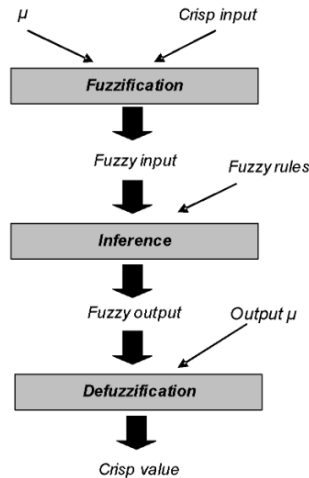 μ
Crisp input
Fuzzification
Fuzzy input
Fuzzy rules
Inference
Fuzzy output
Output μ
Defuzzification
Crisp value